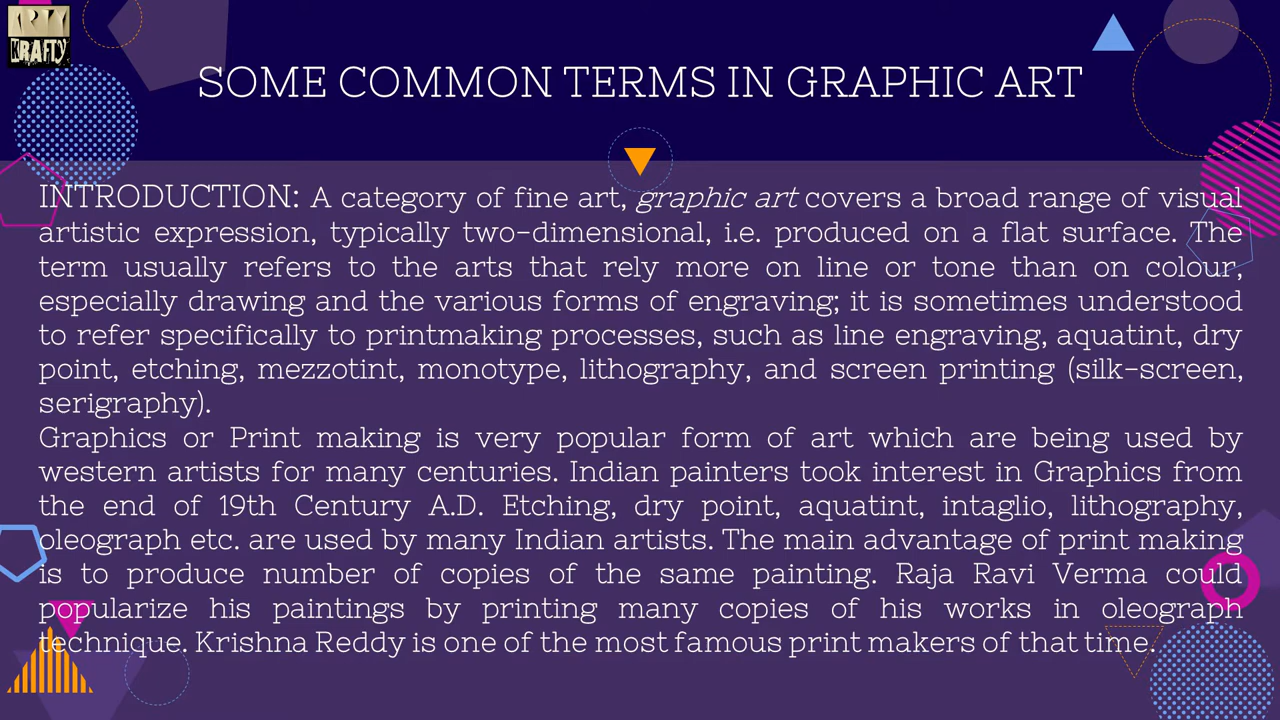 ARTY
KRAFTY
SOME COMMON TERMS IN GRAPHIC ART
INTRODUCTION: A category of fine art, graphic art covers a broad range of visual
artistic expression, typically two-dimensional, i.e. produced on a flat surface. The
term usually refers to the arts that rely more on line or tone than on colour,
especially drawing and the various forms of engraving; it is sometimes understood
to refer specifically to printmaking processes, such as line engraving, aquatint, dry
point, etching, mezzotint, monotype, lithography, and screen printing (silk-screen,
serigraphy).
Graphics or Print making is very popular form of art which are being used by
western artists for many centuries. Indian painters took interest in Graphics from
the end of 19th Century A.D. Etching, dry point, aquatint, intaglio, lithography,
oleograph etc. are used by many Indian artists. The main advantage of print making
is to produce number of copies of the same painting. Raja Ravi Verma could
popularize his paintings by printing many copies of his works in oleograph
technique. Krishna Reddy is one of the most famous print makers of that time.